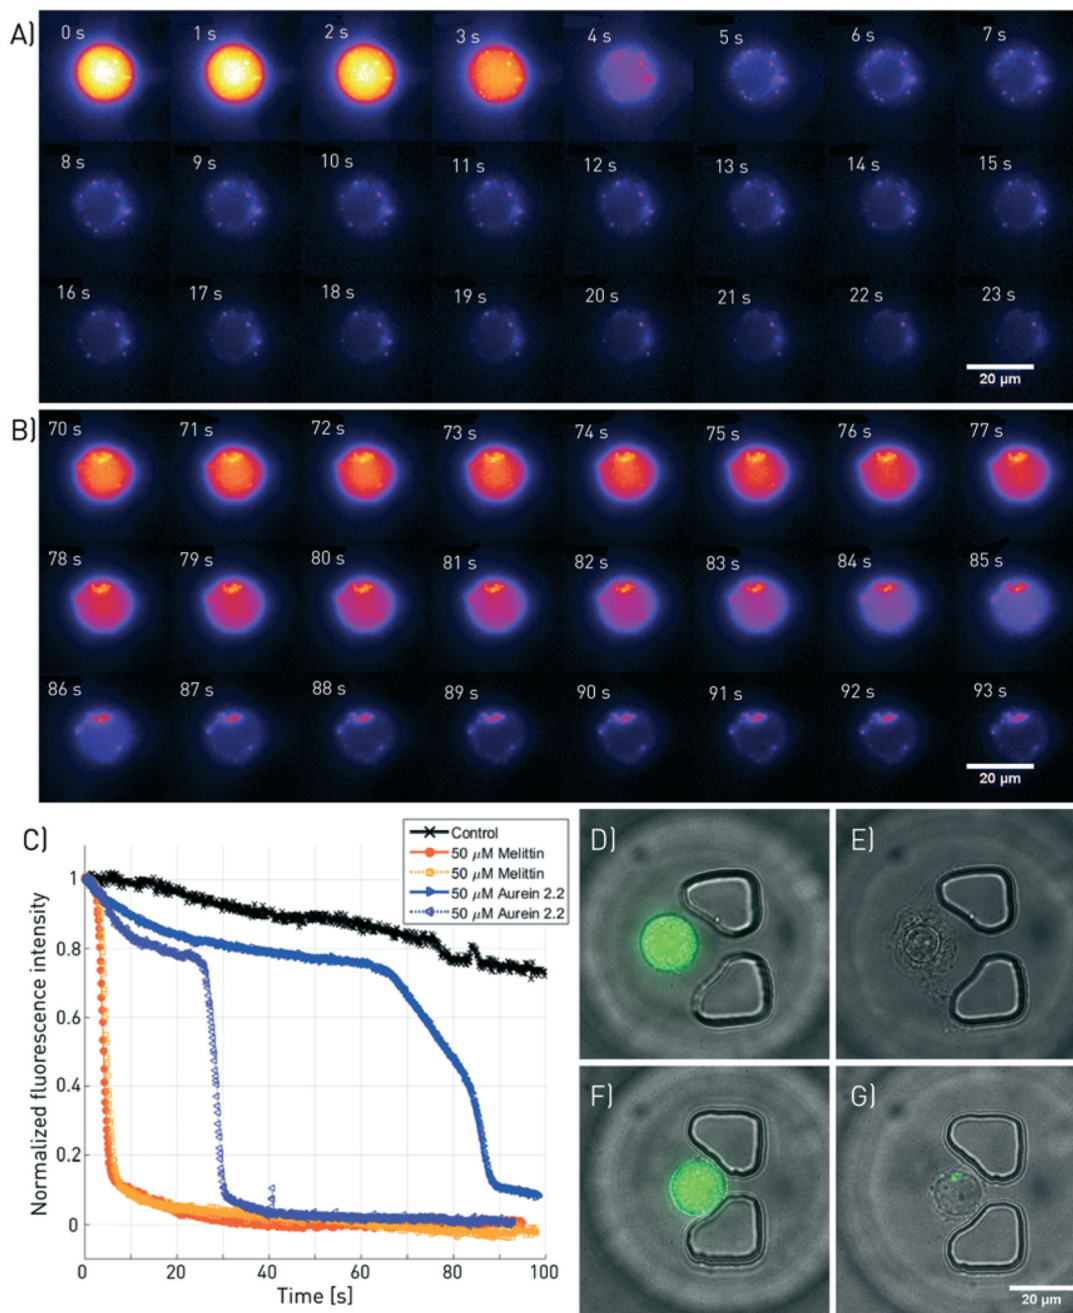 A)
0 s 1 s 2 s 3 s 4 s 5 s 6 s 7 s
8 s 9 s 10 s 11 s 12 s 13 s 14 s 15 s
16 s 17 s 18 s 19 s 20 s 21 s 22 s 23 s
20 μm
B)
70 s 71 s 72 s 73 s 74 s 75 s 76 s 77 s
78 s 79 s 80 s 81 s 82 s 83 s 84 s 85 s
86 s 87 s 88 s 89 s 90 s 91 s 92 s 93 s
20 μm
C)
Control
50 μM Melittin
50 μM Melittin
50 μM Aurein 2.2
50 μM Aurein 2.2
Normalized fluorescence intensity
1
0.8
0.6
0.4
0.2
0
0 20 40 60 80 100
Time [s]
D)
E)
F)
G)
20 μm